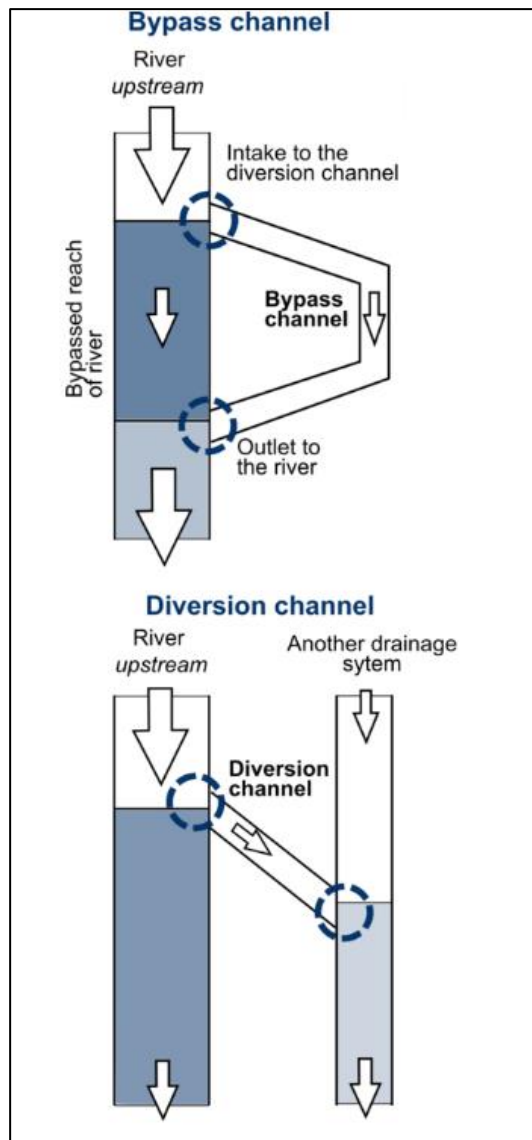 Bypass channel
River
upstream
Intake to the
diversion channel
Bypassed reach
of river
Bypass
channel
Outlet to
the river
Diversion channel
River
upstream
Another drainage
sytem
Diversion
channel